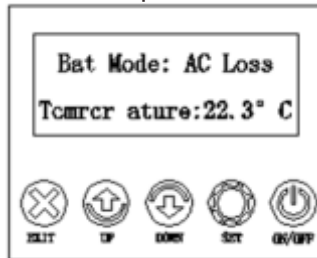 Bat Mode: AC Loss
Tcmrcr ature:22.3° C
EXIT UP DOWN SET ON/OFF